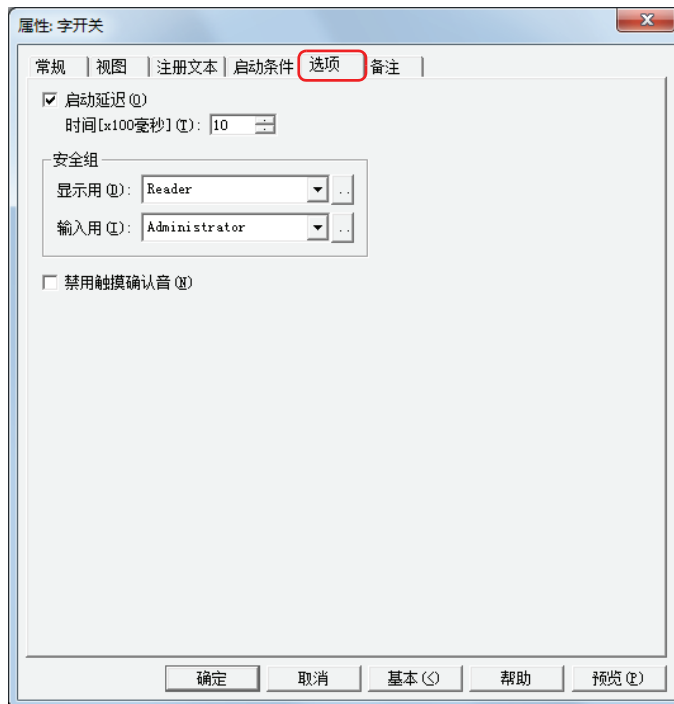 属性: 字开关
常规 视图 注册文本 启动条件 选项 备注
启动延迟(O)
时间[x100毫秒](T): 10
安全组
显示用(D): Reader ..
输入用(I): Administrator ..
禁用触摸确认音(N)
确定 取消 基本(<) 帮助 预览(P)